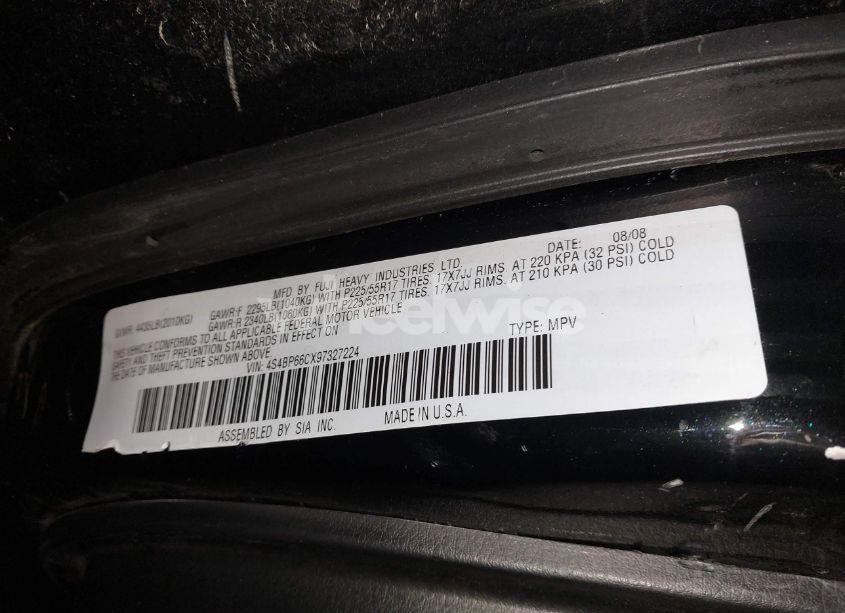 MFD BY FUJI HEAVY INDUSTRIES LTD. DATE: 08/08
GVWR: 4435LB(2010KG) GAWR:F 2295LB(1040KG) WITH P225/55R17 TIRES. 17X7JJ RIMS. AT 220 KPA (32 PSI) COLD
GAWR:R 2340LB(1060KG) WITH P225/55R17 TIRES. 17X7JJ RIMS. AT 210 KPA (30 PSI) COLD
THIS VEHICLE CONFORMS TO ALL APPLICABLE FEDERAL MOTOR VEHICLE
SAFETY AND THEFT PREVENTION STANDARDS IN EFFECT ON
DATE OF MANUFACTURE SHOWN ABOVE
VIN: 4S4BP66CX97327224 TYPE: MPV
ASSEMBLED BY SIA INC. MADE IN U.S.A.